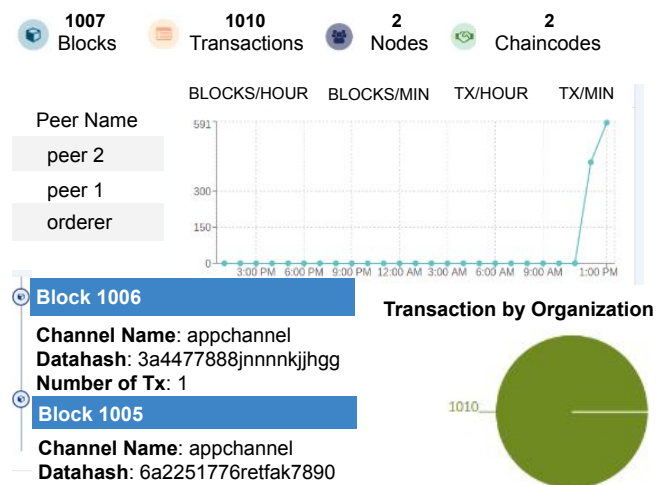 1007
Blocks
1010
Transactions
2
Nodes
2
Chaincodes
BLOCKS/HOUR BLOCKS/MIN TX/HOUR TX/MIN
Peer Name
peer 2
peer 1
orderer
591
300
150
0
3:00 PM 6:00 PM 9:00 PM 12:00 AM 3:00 AM 6:00 AM 9:00 AM 1:00 PM
Block 1006
Channel Name: appchannel
Datahash: 3a4477888jnnnnkjjhgg
Number of Tx: 1
Block 1005
Channel Name: appchannel
Datahash: 6a2251776retfak7890
Transaction by Organization
1010